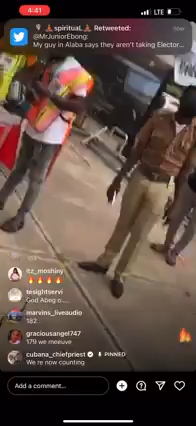 4:41
LTE
🧘🏾 spirituaL🧘🏾 Retweeted:
now
@MrJuniorEbong:
My guy in Alaba says they aren't taking Elector...
itz_moshiny
🔥🔥🔥🔥
tesightservi
God Abeg o....
marvins_liveaudio
182
graciousangel747
179 we meeuve
cubana_chiefpriest PINNED
We're now counting
Add a comment...